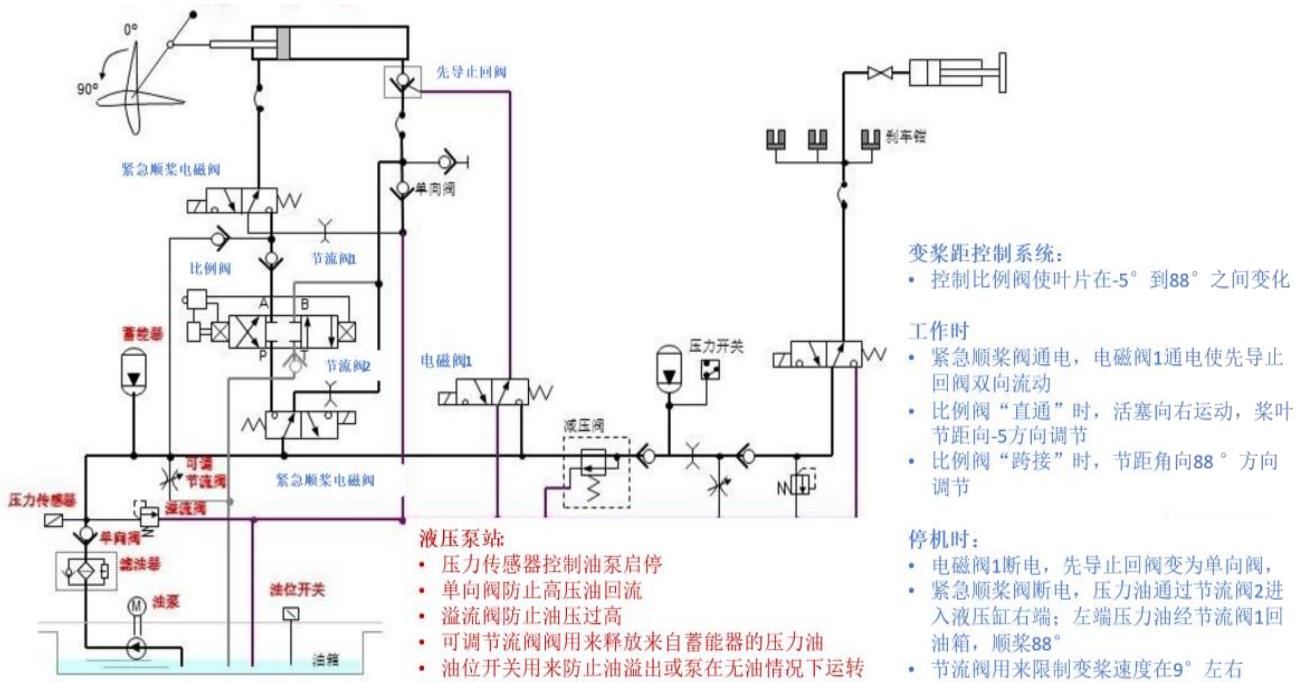 0°
90°
先导止回阀
紧急顺桨电磁阀
单向阀
刹车钳
比例阀
节流阀1
A
B
P
T
蓄能器
节流阀2
电磁阀1
压力开关
减压阀
可调
节流阀
紧急顺桨电磁阀
压力传感器
溢流阀
单向阀
滤油器
M
油泵
油位开关
油箱
液压泵站:
• 压力传感器控制油泵启停
• 单向阀防止高压油回流
• 溢流阀防止油压过高
• 可调节流阀阀用来释放来自蓄能器的压力油
• 油位开关用来防止油溢出或泵在无油情况下运转
变桨距控制系统：
• 控制比例阀使叶片在-5°到88°之间变化
工作时
• 紧急顺桨阀通电，电磁阀1通电使先导止
回阀双向流动
• 比例阀“直通”时，活塞向右运动，桨叶
节距向-5方向调节
• 比例阀“跨接”时，节距角向88°方向
调节
停机时：
• 电磁阀1断电，先导止回阀变为单向阀，
• 紧急顺桨阀断电，压力油通过节流阀2进
入液压缸右端；左端压力油经节流阀1回
油箱，顺桨88°
• 节流阀用来限制变桨速度在9°左右